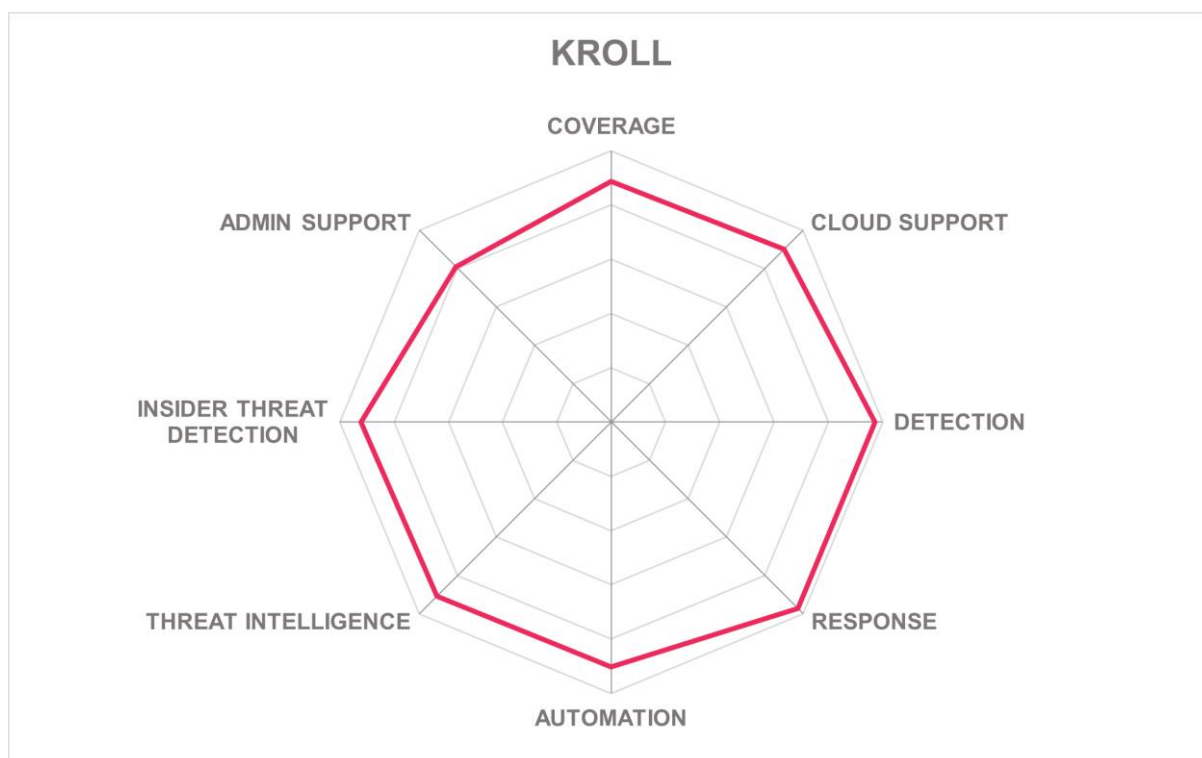 KROLL
COVERAGE
ADMIN SUPPORT
CLOUD SUPPORT
INSIDER THREAT
DETECTION
DETECTION
THREAT INTELLIGENCE
RESPONSE
AUTOMATION